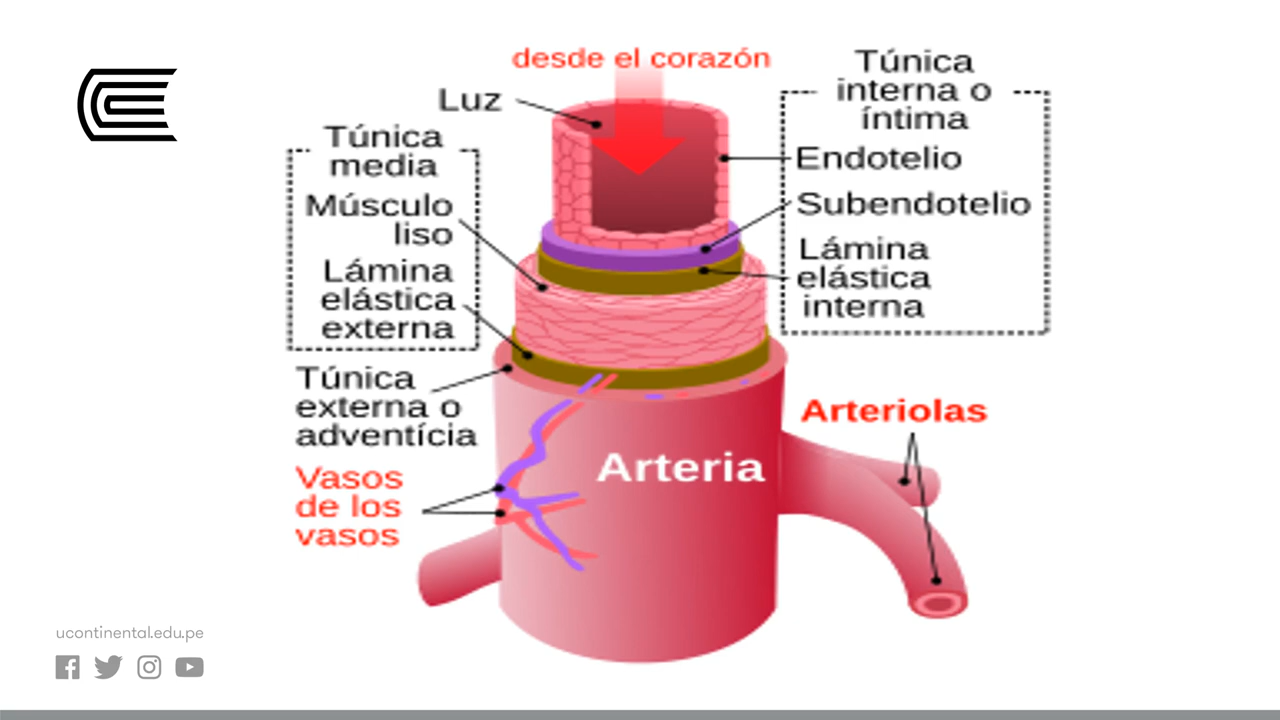 desde el corazón
Luz
Túnica
media
Músculo
liso
Lámina
elástica
externa
Túnica
externa o
adventícia
Vasos
de los
vasos
Túnica
interna o
íntima
Endotelio
Subendotelio
Lámina
elástica
interna
Arteriolas
Arteria
ucontinental.edu.pe